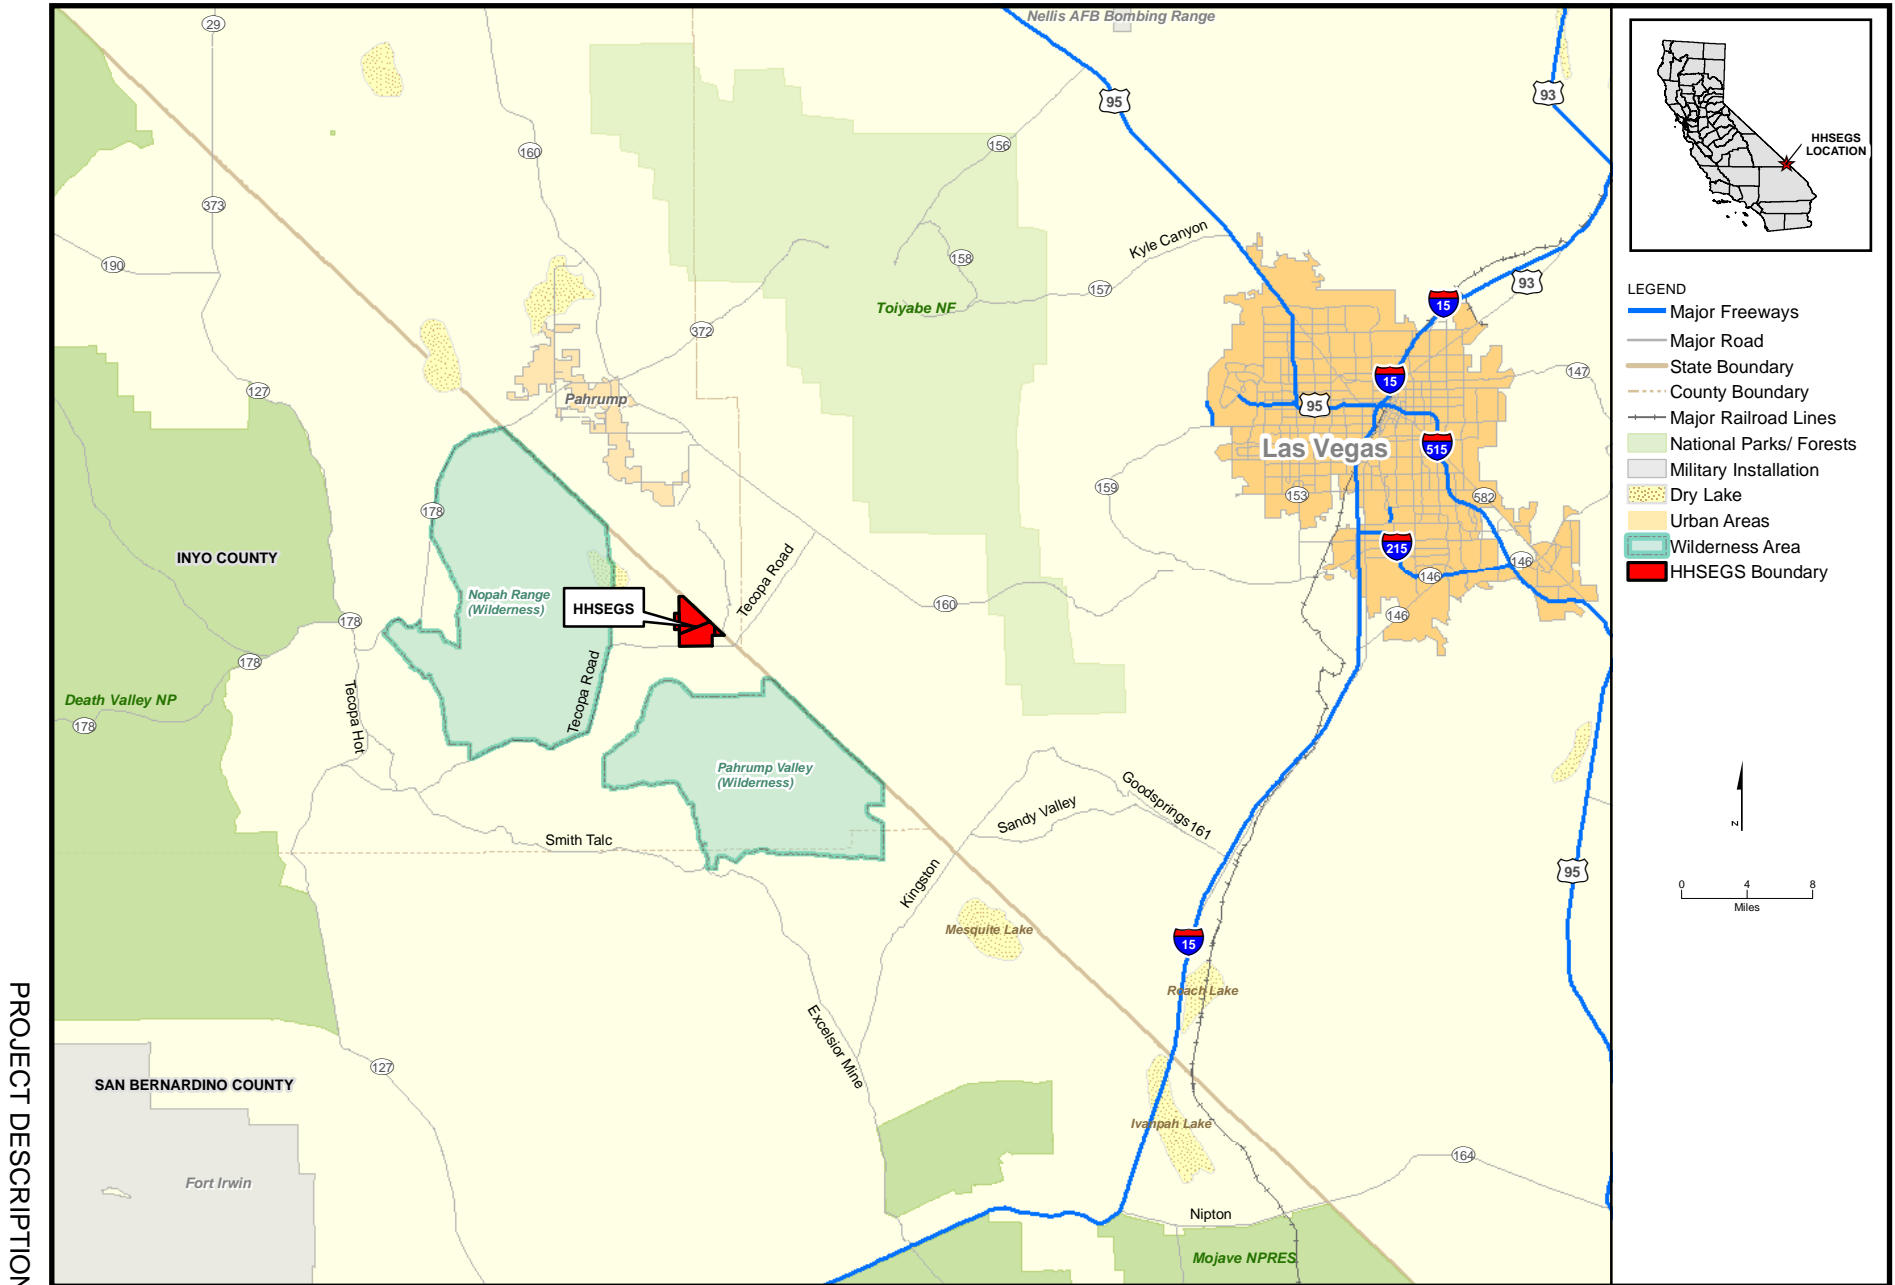 Nellis AFB Bombing Range
29
95
93
160
156
373
Kyle Canyon
190
158
157
93
15
Toiyabe NF
372
147
127
15
Pahrump
95
Las Vegas
515
159
153
582
178
INYO COUNTY
215
146
146
Tecopa Road
Nopah Range
(Wilderness)
HHSEGS
160
146
178
178
Death Valley NP
178
Tecopa Hot
Tecopa Road
Pahrump Valley
(Wilderness)
Goodsprings 161
Sandy Valley
Smith Talc
Kingston
95
Mesquite Lake
15
Roach Lake
Excelsior Mine
127
SAN BERNARDINO COUNTY
Ivanpah Lake
164
Fort Irwin
Nipton
Mojave NPRES
HHSEGS
LOCATION
LEGEND
Major Freeways
Major Road
State Boundary
County Boundary
Major Railroad Lines
National Parks/ Forests
Military Installation
Dry Lake
Urban Areas
Wilderness Area
HHSEGS Boundary
N
0 4 8
Miles
PROJECT DESCRIPTION